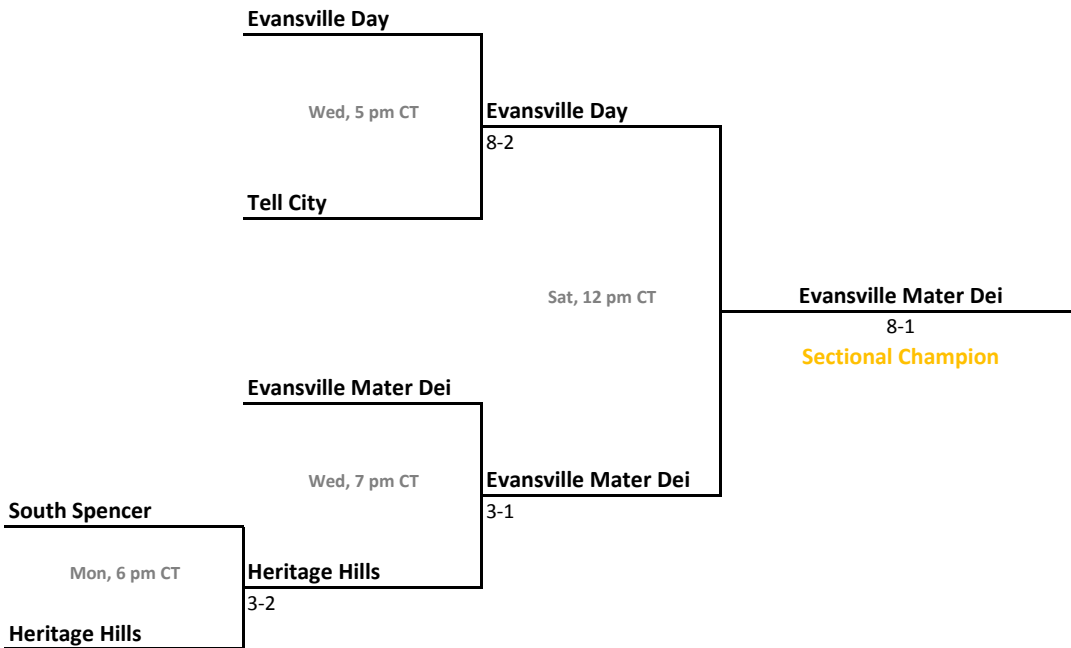 Evansville Day
Wed, 5 pm CT
Evansville Day
8-2
Tell City
Sat, 12 pm CT
Evansville Mater Dei
8-1
Sectional Champion
Evansville Mater Dei
Wed, 7 pm CT
Evansville Mater Dei
3-1
South Spencer
Mon, 6 pm CT
Heritage Hills
3-2
Heritage Hills